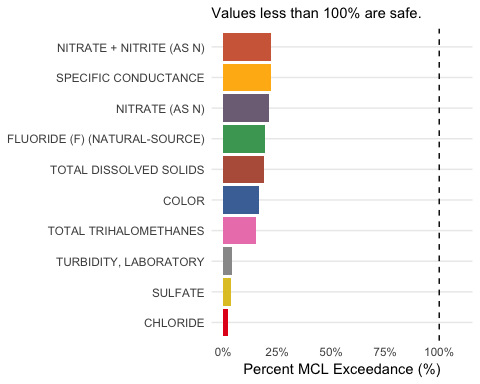 Values less than 100% are safe.
NITRATE + NITRITE (AS N)
SPECIFIC CONDUCTANCE
NITRATE (AS N)
FLUORIDE (F) (NATURAL-SOURCE)
TOTAL DISSOLVED SOLIDS
COLOR
TOTAL TRIHALOMETHANES
TURBIDITY, LABORATORY
SULFATE
CHLORIDE
0% 25% 50% 75% 100%
Percent MCL Exceedance (%)